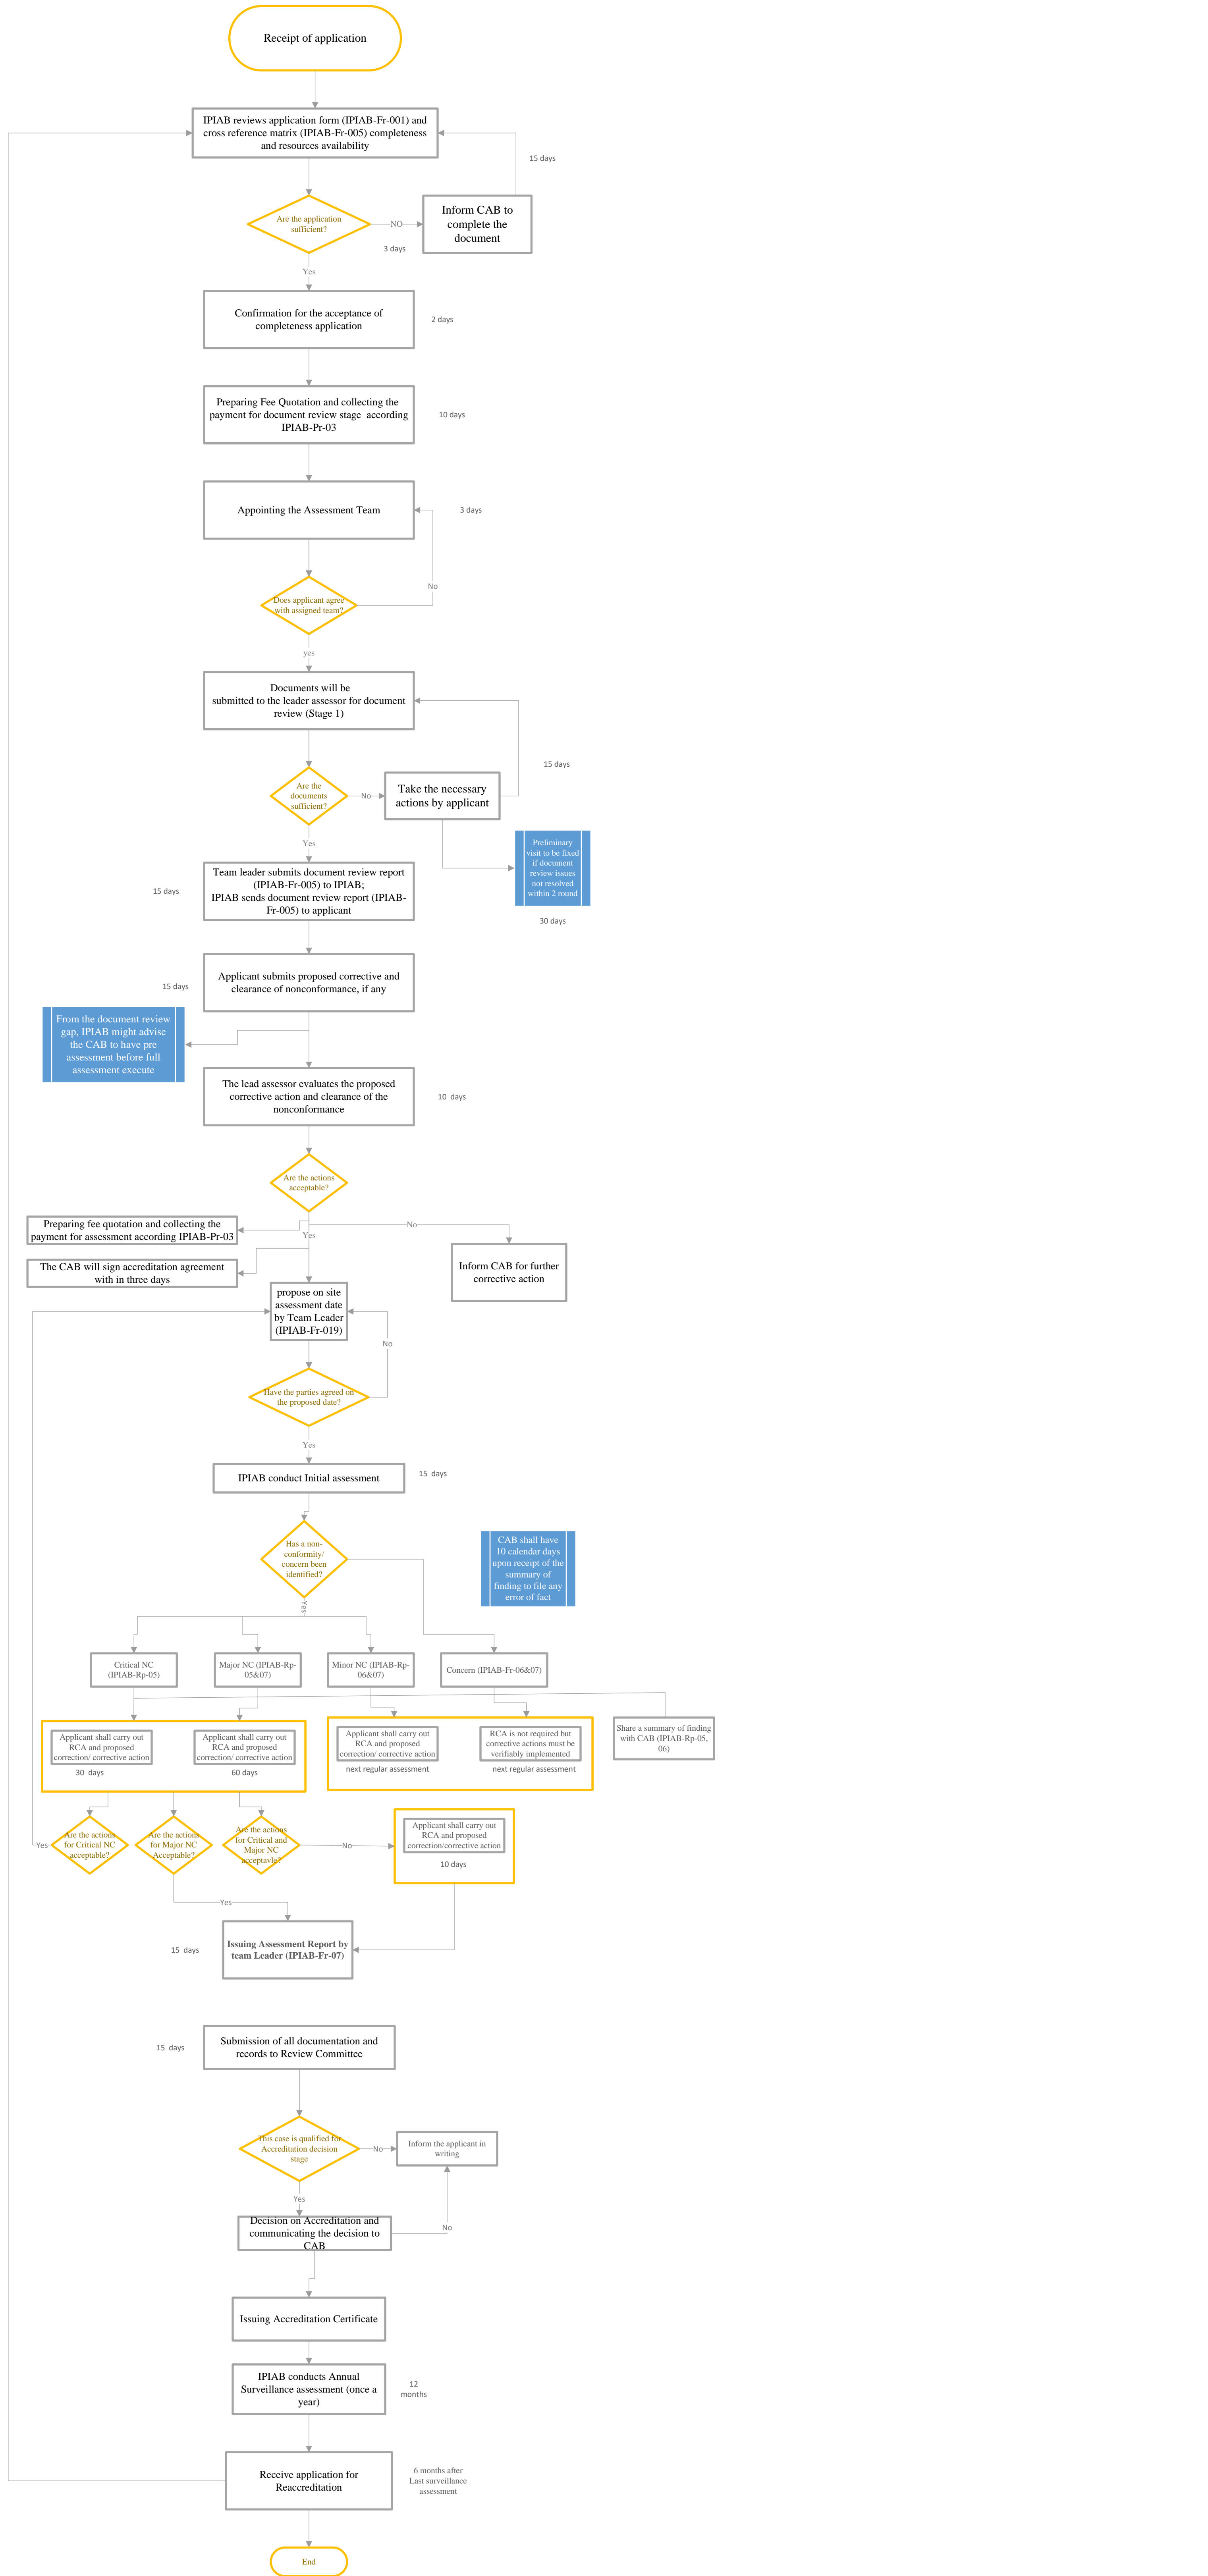 Receipt of application
IPIAB reviews application form (IPIAB-Fr-001) and
cross reference matrix (IPIAB-Fr-005) completeness
and resources availability
15 days
Are the application
sufficient?
NO
Inform CAB to
complete the
document
3 days
Yes
Confirmation for the acceptance of
completeness application
2 days
Preparing Fee Quotation and collecting the
payment for document review stage according
IPIAB-Pr-03
10 days
Appointing the Assessment Team
3 days
No
Does applicant agree
with assigned team?
yes
Documents will be
submitted to the leader assessor for document
review (Stage 1)
15 days
Are the
documents
sufficient?
No
Take the necessary
actions by applicant
Yes
Preliminary
visit to be fixed
if document
review issues
not resolved
within 2 round
30 days
15 days
Team leader submits document review report
(IPIAB-Fr-005) to IPIAB;
IPIAB sends document review report (IPIAB-
Fr-005) to applicant
15 days
Applicant submits proposed corrective and
clearance of nonconformance, if any
From the document review
gap, IPIAB might advise
the CAB to have pre
assessment before full
assessment execute
The lead assessor evaluates the proposed
corrective action and clearance of the
nonconformance
10 days
Are the actions
acceptable?
Preparing fee quotation and collecting the
payment for assessment according IPIAB-Pr-03
No
Yes
The CAB will sign accreditation agreement
with in three days
Inform CAB for further
corrective action
propose on site
assessment date
by Team Leader
(IPIAB-Fr-019)
No
Have the parties agreed on
the proposed date?
Yes
IPIAB conduct Initial assessment
15 days
Has a non-
conformity/
concern been
identified?
CAB shall have
10 calendar days
upon receipt of the
summary of
finding to file any
error of fact
Yes
Critical NC
(IPIAB-Rp-05)
Major NC (IPIAB-Rp-
05&07)
Minor NC (IPIAB-Rp-
06&07)
Concern (IPIAB-Fr-06&07)
Applicant shall carry out
RCA and proposed
correction/ corrective action
30 days
Applicant shall carry out
RCA and proposed
correction/ corrective action
60 days
Applicant shall carry out
RCA and proposed
correction/ corrective action
next regular assessment
RCA is not required but
corrective actions must be
verifiably implemented
next regular assessment
Share a summary of finding
with CAB (IPIAB-Rp-05,
06)
Yes
Are the actions
for Critical NC
acceptable?
Are the actions
for Major NC
Acceptable?
Are the actions
for Critical and
Major NC
acceptavle?
No
Applicant shall carry out
RCA and proposed
correction/corrective action
10 days
Yes
15 days
Issuing Assessment Report by
team Leader (IPIAB-Fr-07)
15 days
Submission of all documentation and
records to Review Committee
This case is qualified for
Accreditation decision
stage
No
Inform the applicant in
writing
Yes
Decision on Accreditation and
communicating the decision to
CAB
No
Issuing Accreditation Certificate
IPIAB conducts Annual
Surveillance assessment (once a
year)
12
months
Receive application for
Reaccreditation
6 months after
Last surveillance
assessment
End